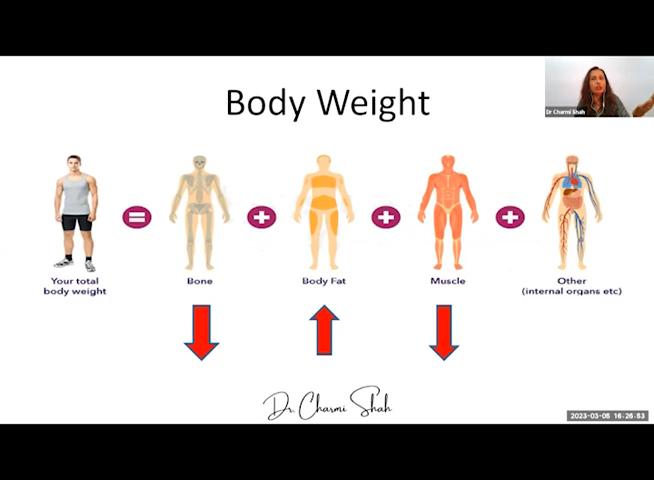 Body Weight
Dr Charmi Shah
Your total
body weight
Bone
Body Fat
Muscle
Other
(internal organs etc)
Dr. Charmi Shah
2023-03-05 16:26:53